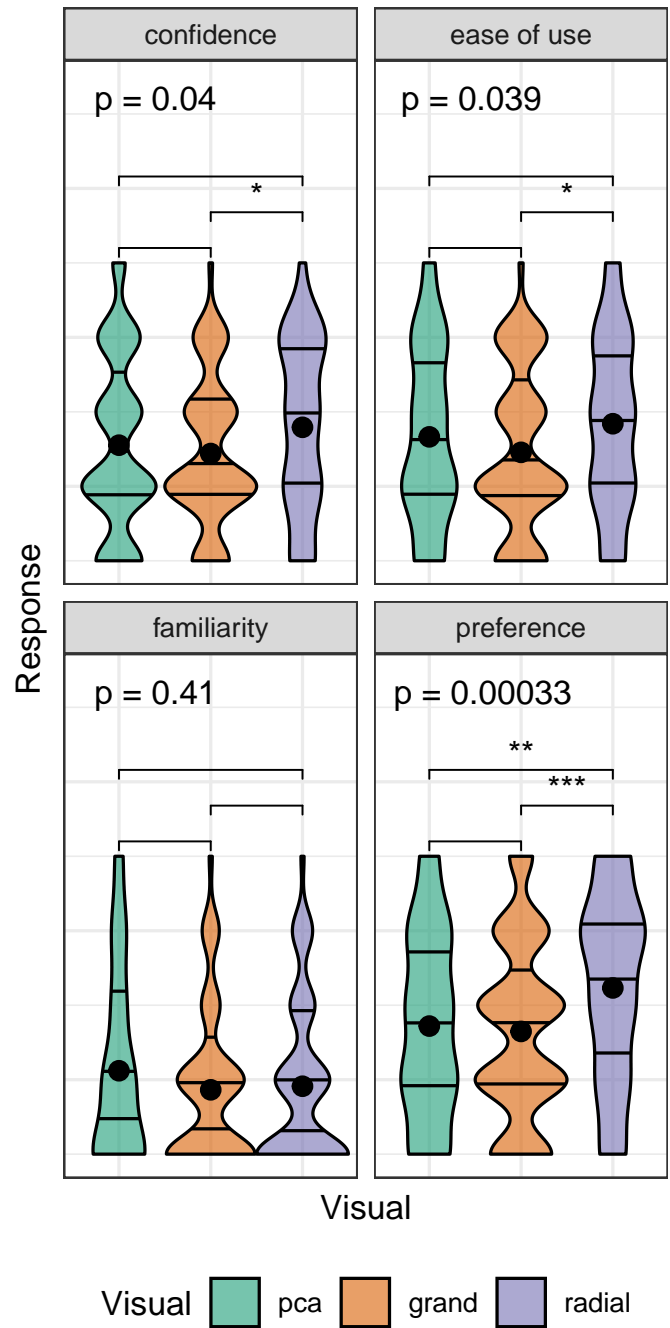 confidence
ease of use
p = 0.04
p = 0.039
*
*
familiarity
preference
p = 0.41
p = 0.00033
**
***
Response
Visual
Visual pca grand radial